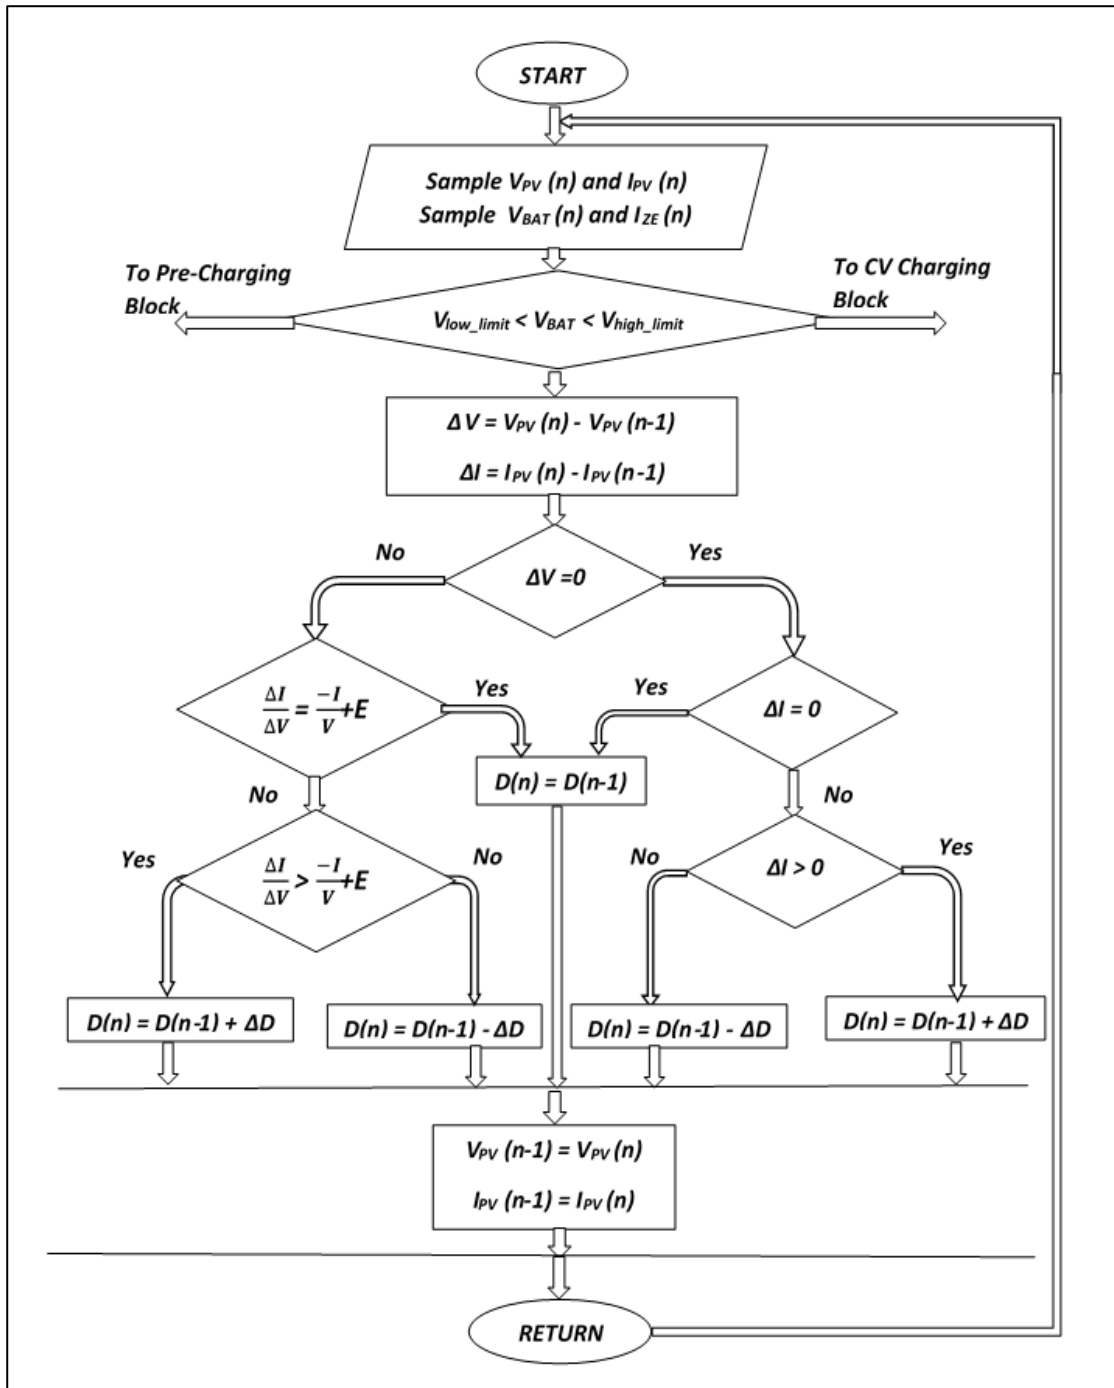 START
Sample V_PV (n) and I_PV (n)
Sample V_BAT (n) and I_ZE (n)
To Pre-Charging
Block
To CV Charging
Block
V_low_limit < V_BAT < V_high_limit
ΔV = V_PV (n) - V_PV (n-1)
ΔI = I_PV (n) - I_PV (n-1)
No
Yes
ΔV =0
ΔI/ΔV = -I/V +E
Yes
Yes
ΔI = 0
D(n) = D(n-1)
No
No
Yes
ΔI/ΔV > -I/V +E
No
No
ΔI > 0
Yes
D(n) = D(n-1) + ΔD
D(n) = D(n-1) - ΔD
D(n) = D(n-1) - ΔD
D(n) = D(n-1) + ΔD
V_PV (n-1) = V_PV (n)
I_PV (n-1) = I_PV (n)
RETURN